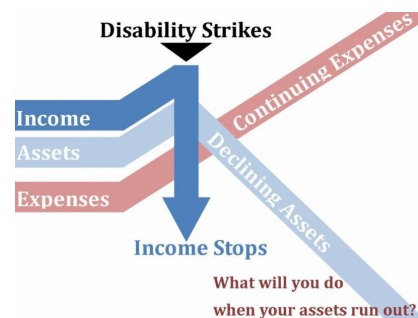 Disability Strikes
Continuing Expenses
Income
Assets
Declining Assets
Expenses
Income Stops
What will you do
when your assets run out?